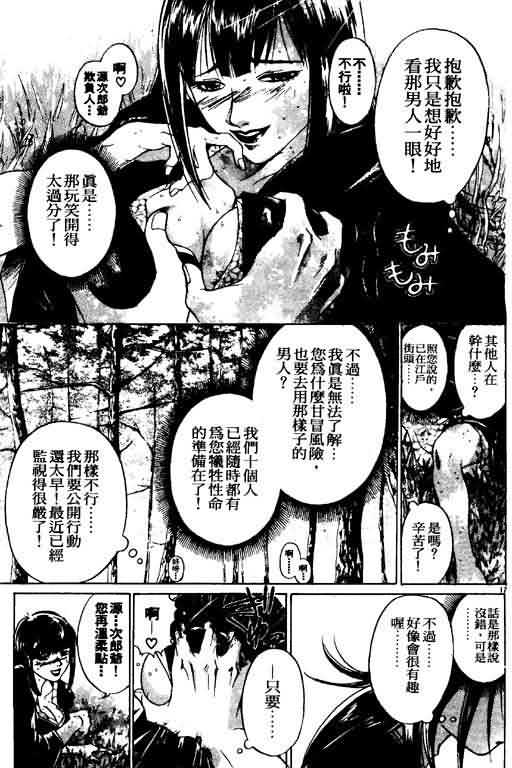 抱歉抱歉……
我只是想好好地
看那男人一眼！
不……
不行啦！
啊♡
源次郎爺
欺負人…
真是……
那玩笑開得
太過分了！
もみ
もみ
其他人在
幹什麼…？
照您說的，
已在江戶
街頭…
是嗎？
辛苦了！
不過……
我真是無法了解…
您為什麼甘冒風險，
也要去用那樣子的
男人？
我們十個人
已經隨時都有
為您犧牲性命
的準備在了！
啊…
那樣不行……
我們要公開行動
還太早！最近已經
監視得很嚴了！
17
話是那樣說
沒錯，可是
不過…
好像會很有趣
喔…
—只要……
啊—♡
源…次郎爺！
您再溫柔點…